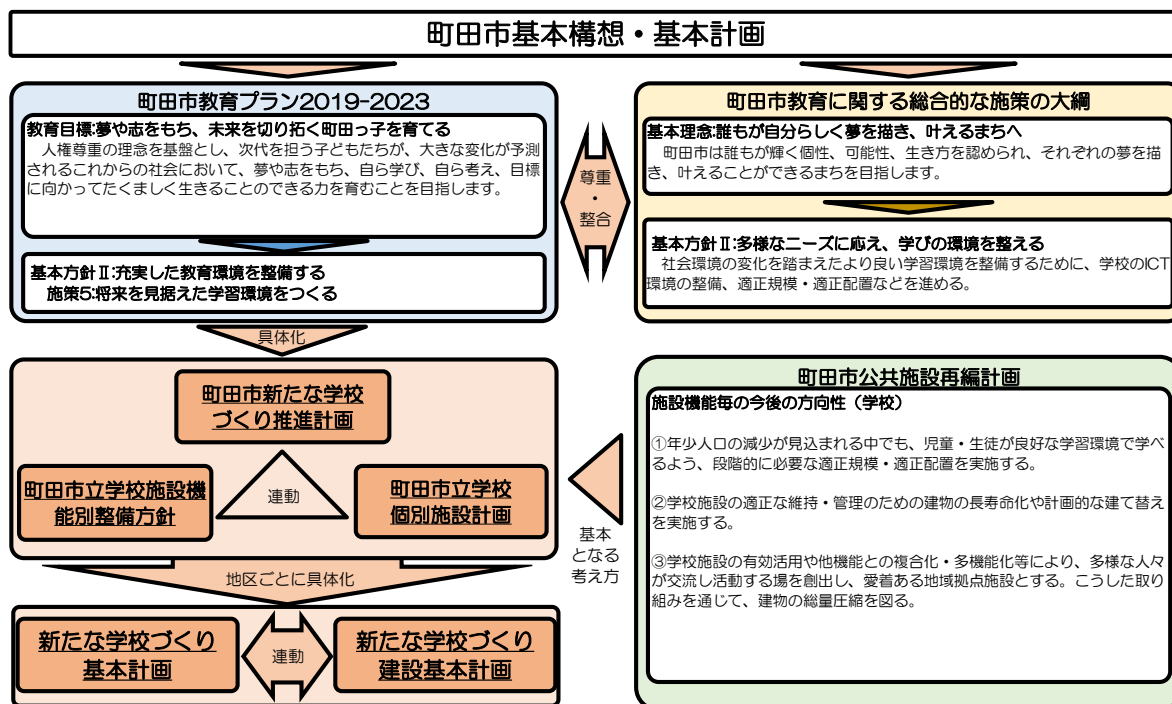 町田市基本構想・基本計画
町田市教育プラン2019-2023
教育目標:夢や志をもち、未来を切り拓く町田っ子を育てる
人権尊重の理念を基盤とし、次代を担う子どもたちが、大きな変化が予測
されるこれからの社会において、夢や志をもち、自ら学び、自ら考え、目標
に向かってたくましく生きることのできる力を育むことを目指します。
基本方針Ⅱ:充実した教育環境を整備する
施策5:将来を見据えた学習環境をつくる
尊重
・
整合
町田市教育に関する総合的な施策の大綱
基本理念:誰もが自分らしく夢を描き、叶えるまちへ
町田市は誰もが輝く個性、可能性、生き方を認められ、それぞれの夢を描
き、叶えることができるまちを目指します。
基本方針Ⅱ:多様なニーズに応え、学びの環境を整える
社会環境の変化を踏まえたより良い学習環境を整備するために、学校のICT
環境の整備、適正規模・適正配置などを進める。
具体化
町田市新たな学校
づくり推進計画
町田市立学校施設機
能別整備方針
連動
町田市立学校
個別施設計画
地区ごとに具体化
新たな学校づくり
基本計画
連動
新たな学校づくり
建設基本計画
基本
となる
考え方
町田市公共施設再編計画
施設機能毎の今後の方向性（学校）
①年少人口の減少が見込まれる中でも、児童・生徒が良好な学習環境で学べ
るよう、段階的に必要な適正規模・適正配置を実施する。
②学校施設の適正な維持・管理のための建物の長寿命化や計画的な建て替え
を実施する。
③学校施設の有効活用や他機能との複合化・多機能化等により、多様な人々
が交流し活動する場を創出し、愛着ある地域拠点施設とする。こうした取り
組みを通じて、建物の総量圧縮を図る。